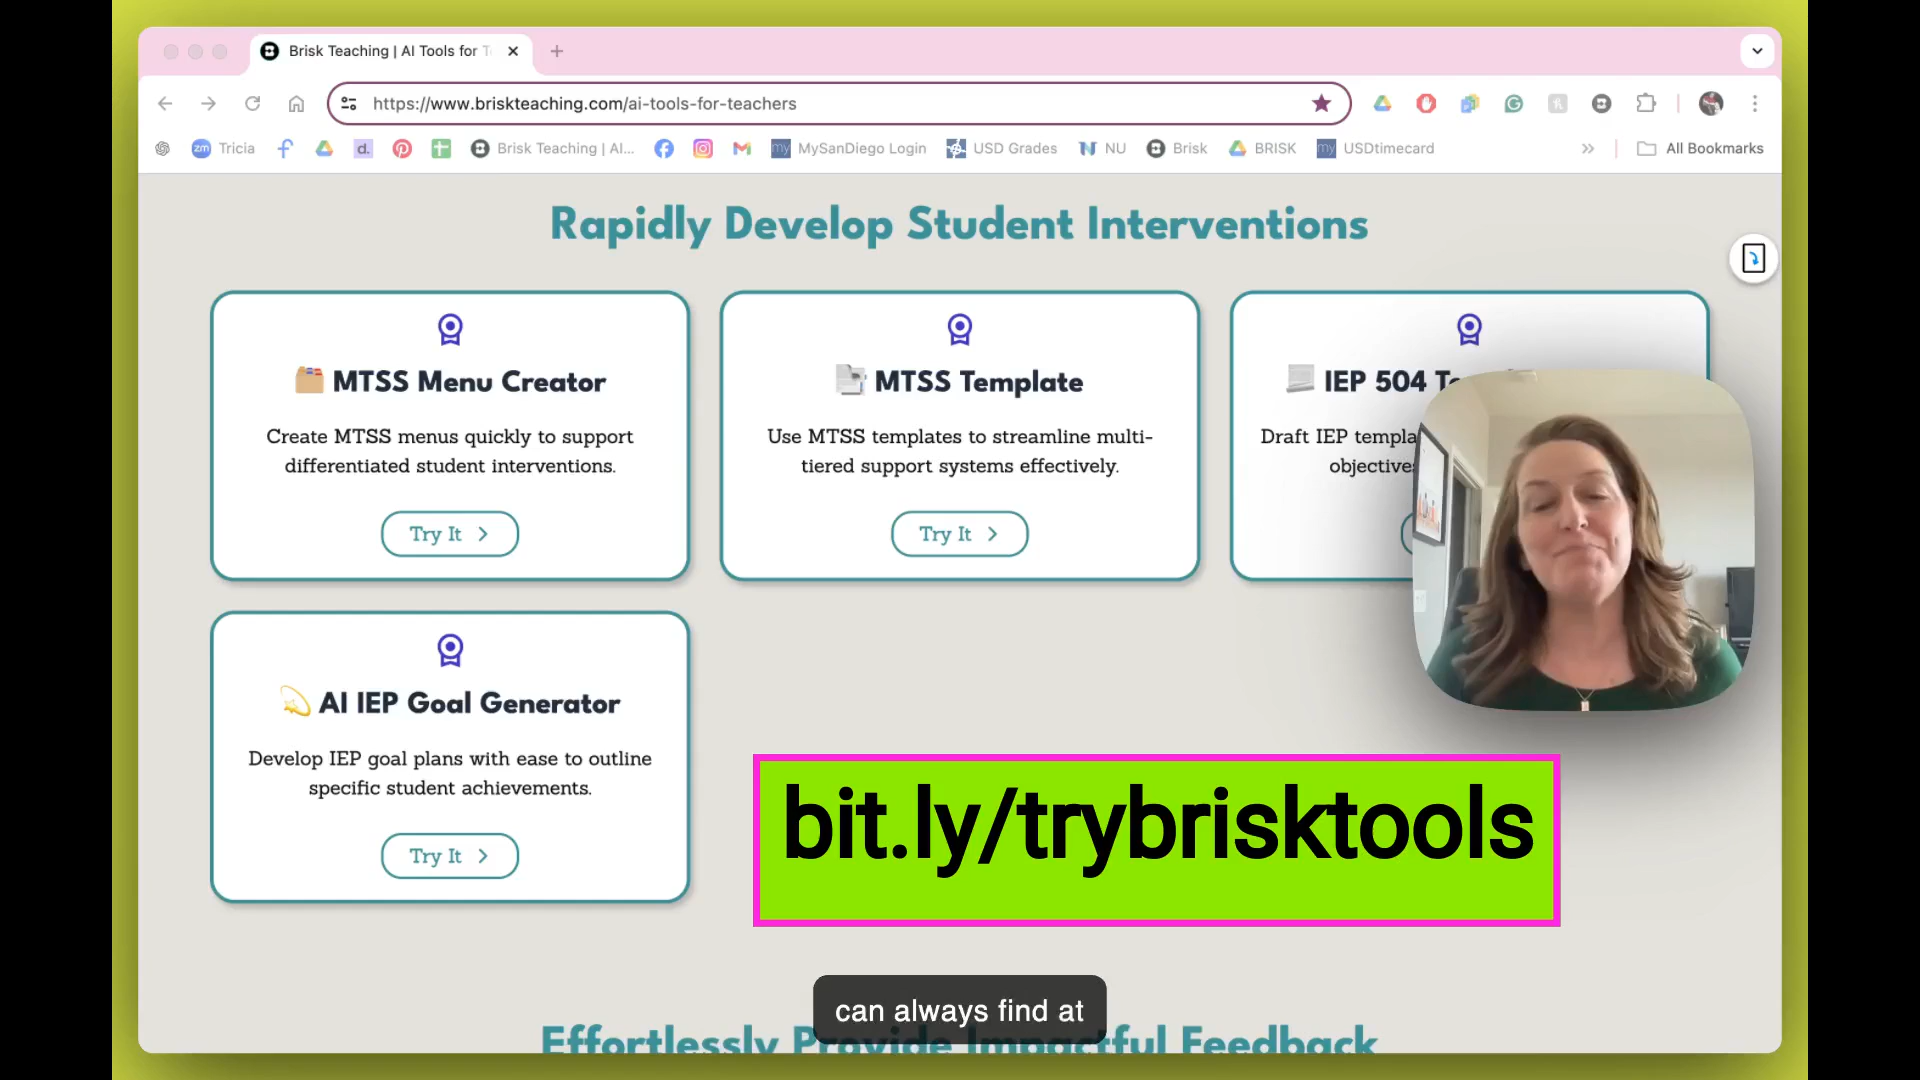 Brisk Teaching | AI Tools for T
https://www.briskteaching.com/ai-tools-for-teachers
Tricia
Brisk Teaching | AI...
MySanDiego Login
USD Grades
NU
Brisk
BRISK
USDtimecard
All Bookmarks
Rapidly Develop Student Interventions
MTSS Menu Creator
Create MTSS menus quickly to support
differentiated student interventions.
Try It
MTSS Template
Use MTSS templates to streamline multi-
tiered support systems effectively.
Try It
IEP 504
Draft IEP
AI IEP Goal Generator
Develop IEP goal plans with ease to outline
specific student achievements.
Try It
bit.ly/trybrisktools
can always find at
Effortlessly Provide Impactful Feedback